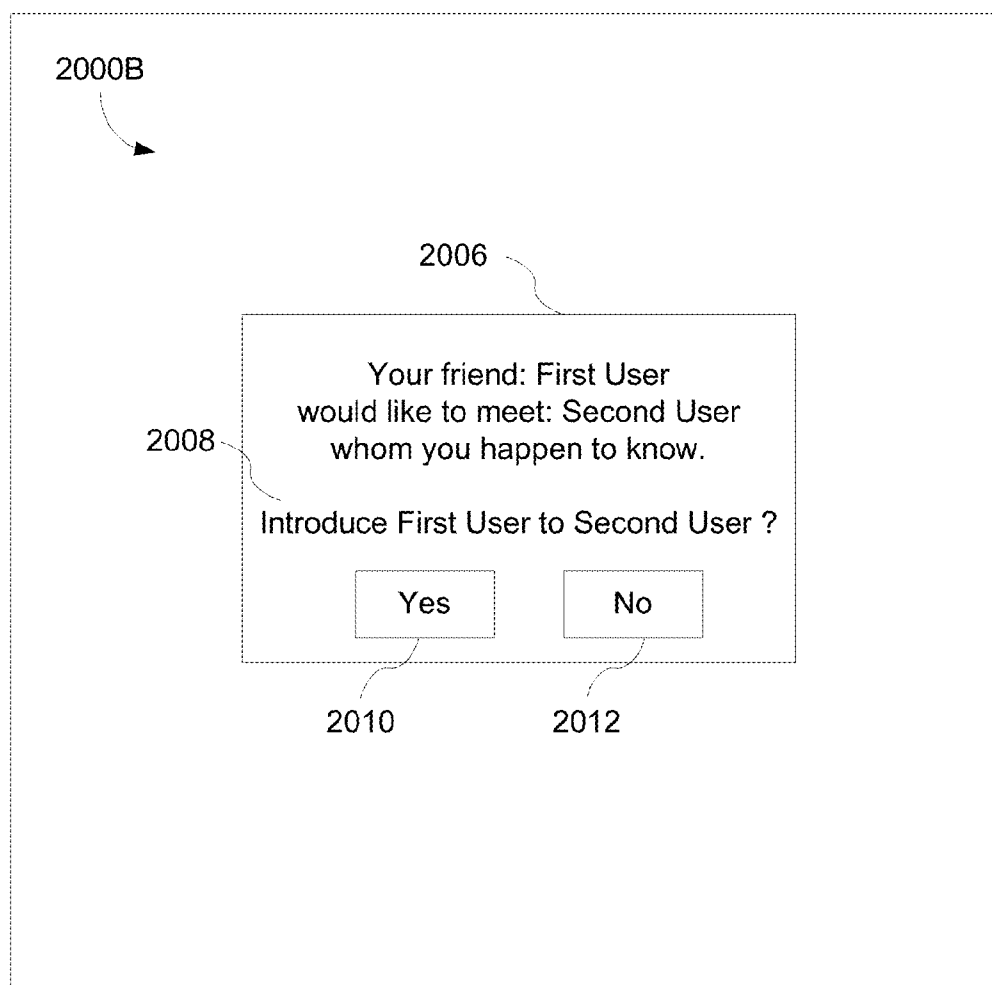 2000B
2006
Your friend: First User
would like to meet: Second User
2008
whom you happen to know.
Introduce First User to Second User ?
Yes No
2010 2012